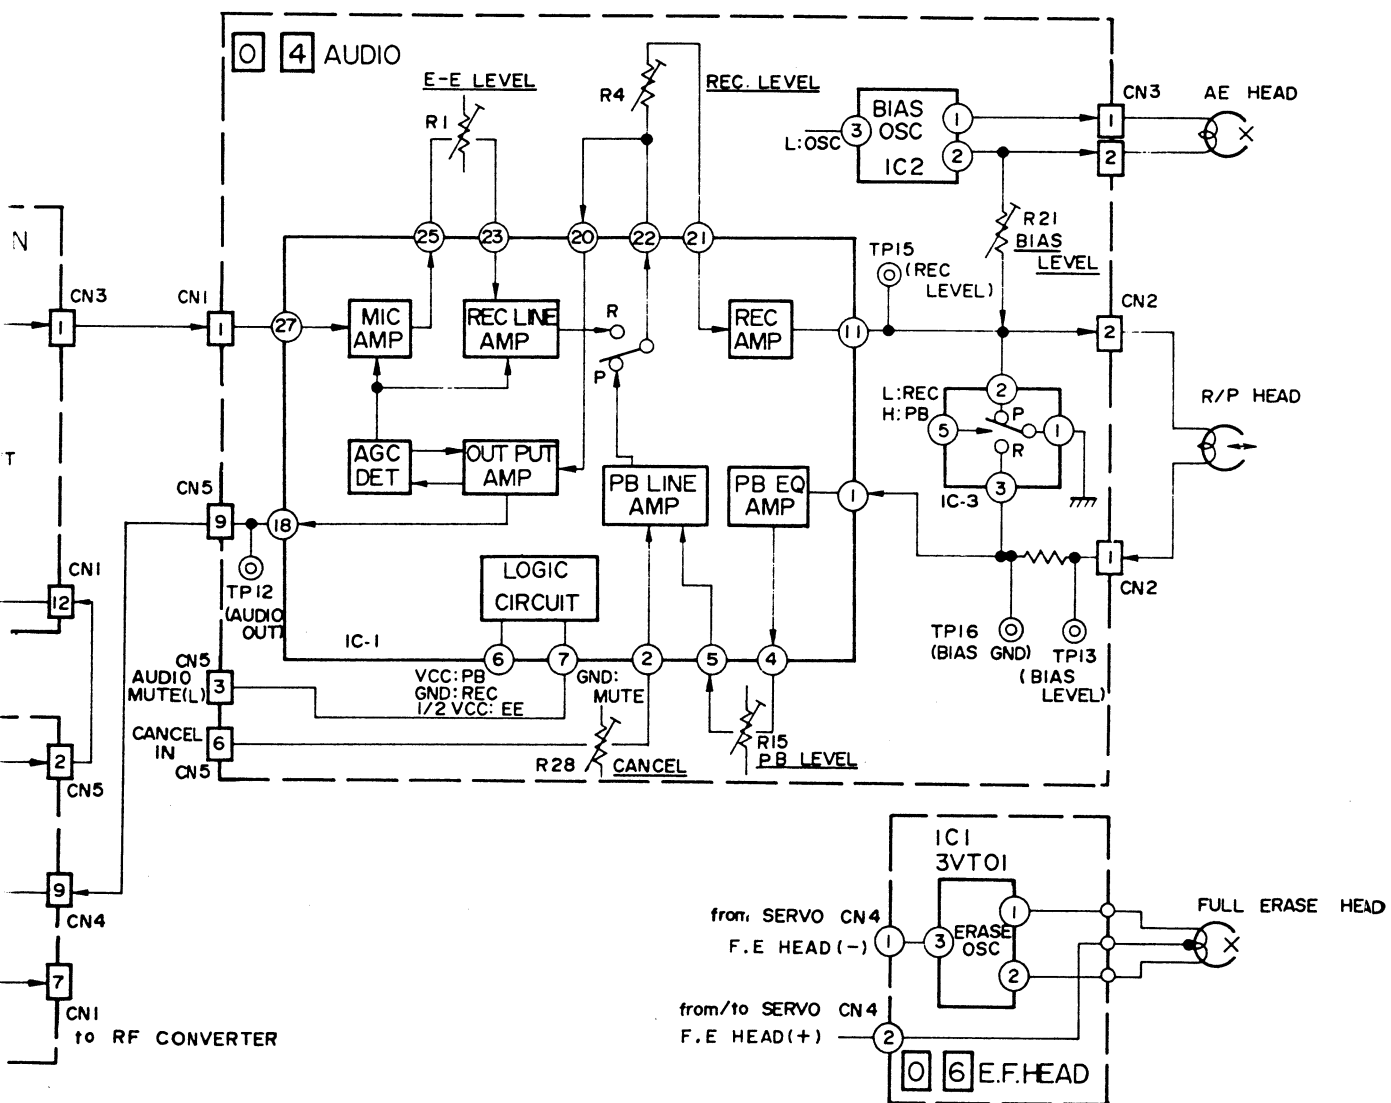 0 4 AUDIO
E-E LEVEL
R1
R4
REC. LEVEL
BIAS
OSC
IC2
3
L:OSC
1
2
CN3
1
2
AE HEAD
R21
BIAS
LEVEL
TP15
(REC
LEVEL)
N
T
CN3
1
CN1
1
27
25
23
20
22
21
MIC
AMP
REC LINE
AMP
R
P
REC
AMP
11
CN2
2
L:REC
H:PB
2
5
P
R
1
3
IC-3
R/P HEAD
AGC
DET
OUT PUT
AMP
PB LINE
AMP
PB EQ
AMP
1
CN5
9
18
TP12
(AUDIO
OUT)
LOGIC
CIRCUIT
IC-1
6
7
2
5
4
1
CN2
TP16
(BIAS GND)
TP13
(BIAS
LEVEL)
CN1
12
CN5
AUDIO
MUTE(L)
3
VCC:PB
GND:REC
1/2 VCC:EE
GND:
MUTE
CANCEL
IN
6
CN5
R28 CANCEL
R15
PB LEVEL
2
CN5
9
CN4
7
CN1
to RF CONVERTER
IC1
3VT01
from SERVO CN4
F.E HEAD(-)
1
3
ERASE
OSC
1
2
FULL ERASE HEAD
from/to SERVO CN4
F.E HEAD(+)
2
0 6 E.F.HEAD